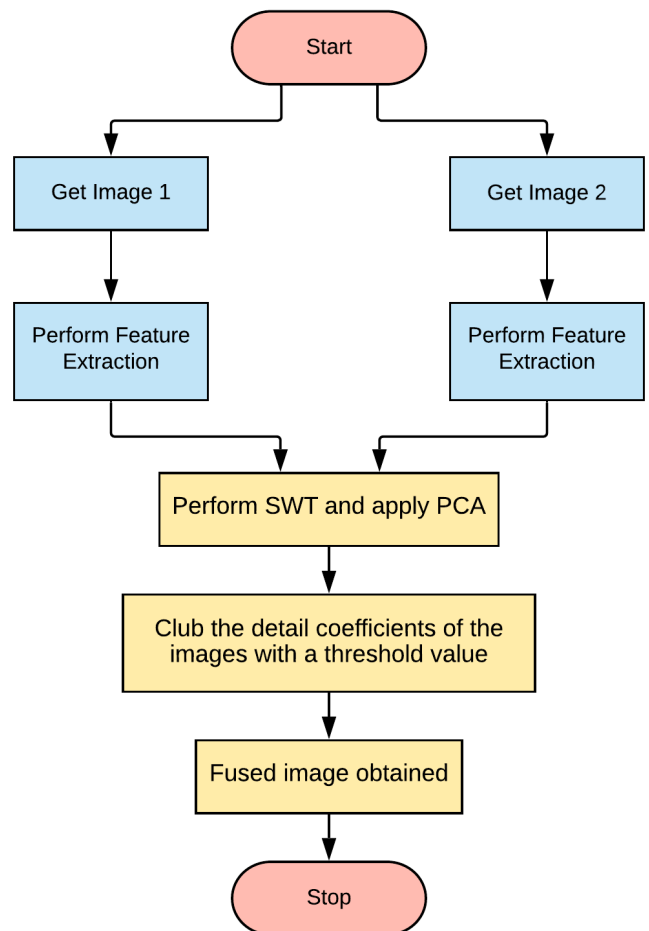 Start
Get Image 1
Get Image 2
Perform Feature
Extraction
Perform Feature
Extraction
Perform SWT and apply PCA
Club the detail coefficients of the
images with a threshold value
Fused image obtained
Stop